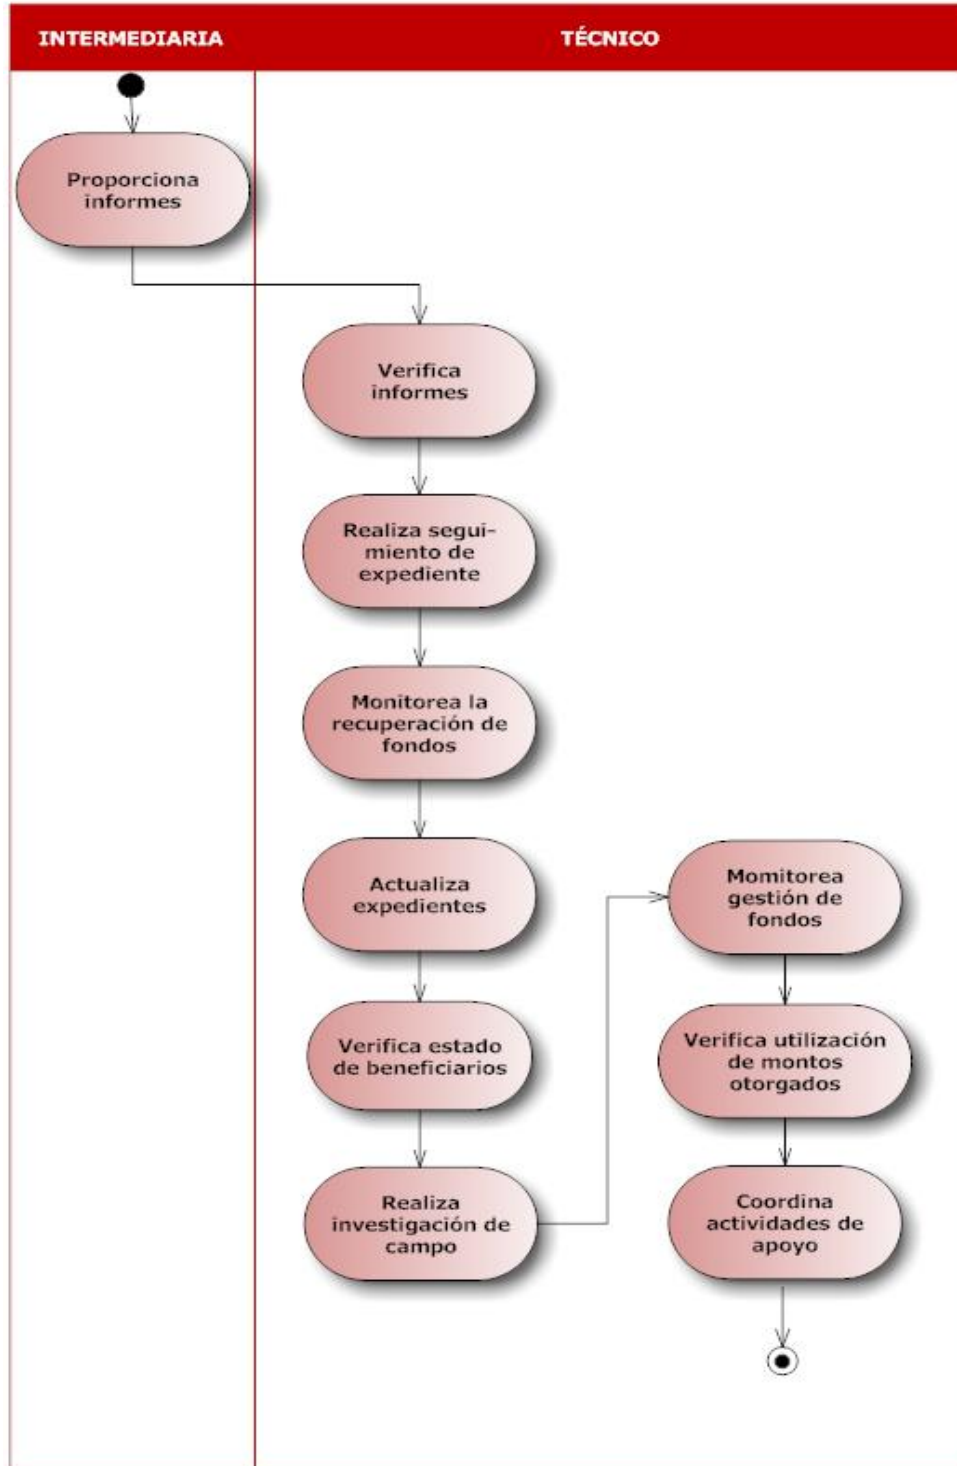 INTERMEDIARIA
TÉCNICO
Proporciona
informes
Verifica
informes
Realiza segui-
miento de
expediente
Monitorea la
recuperación de
fondos
Actualiza
expedientes
Verifica estado
de beneficiarios
Realiza
investigación de
campo
Momitorea
gestión de
fondos
Verifica utilización
de montos
otorgados
Coordina
actividades de
apoyo